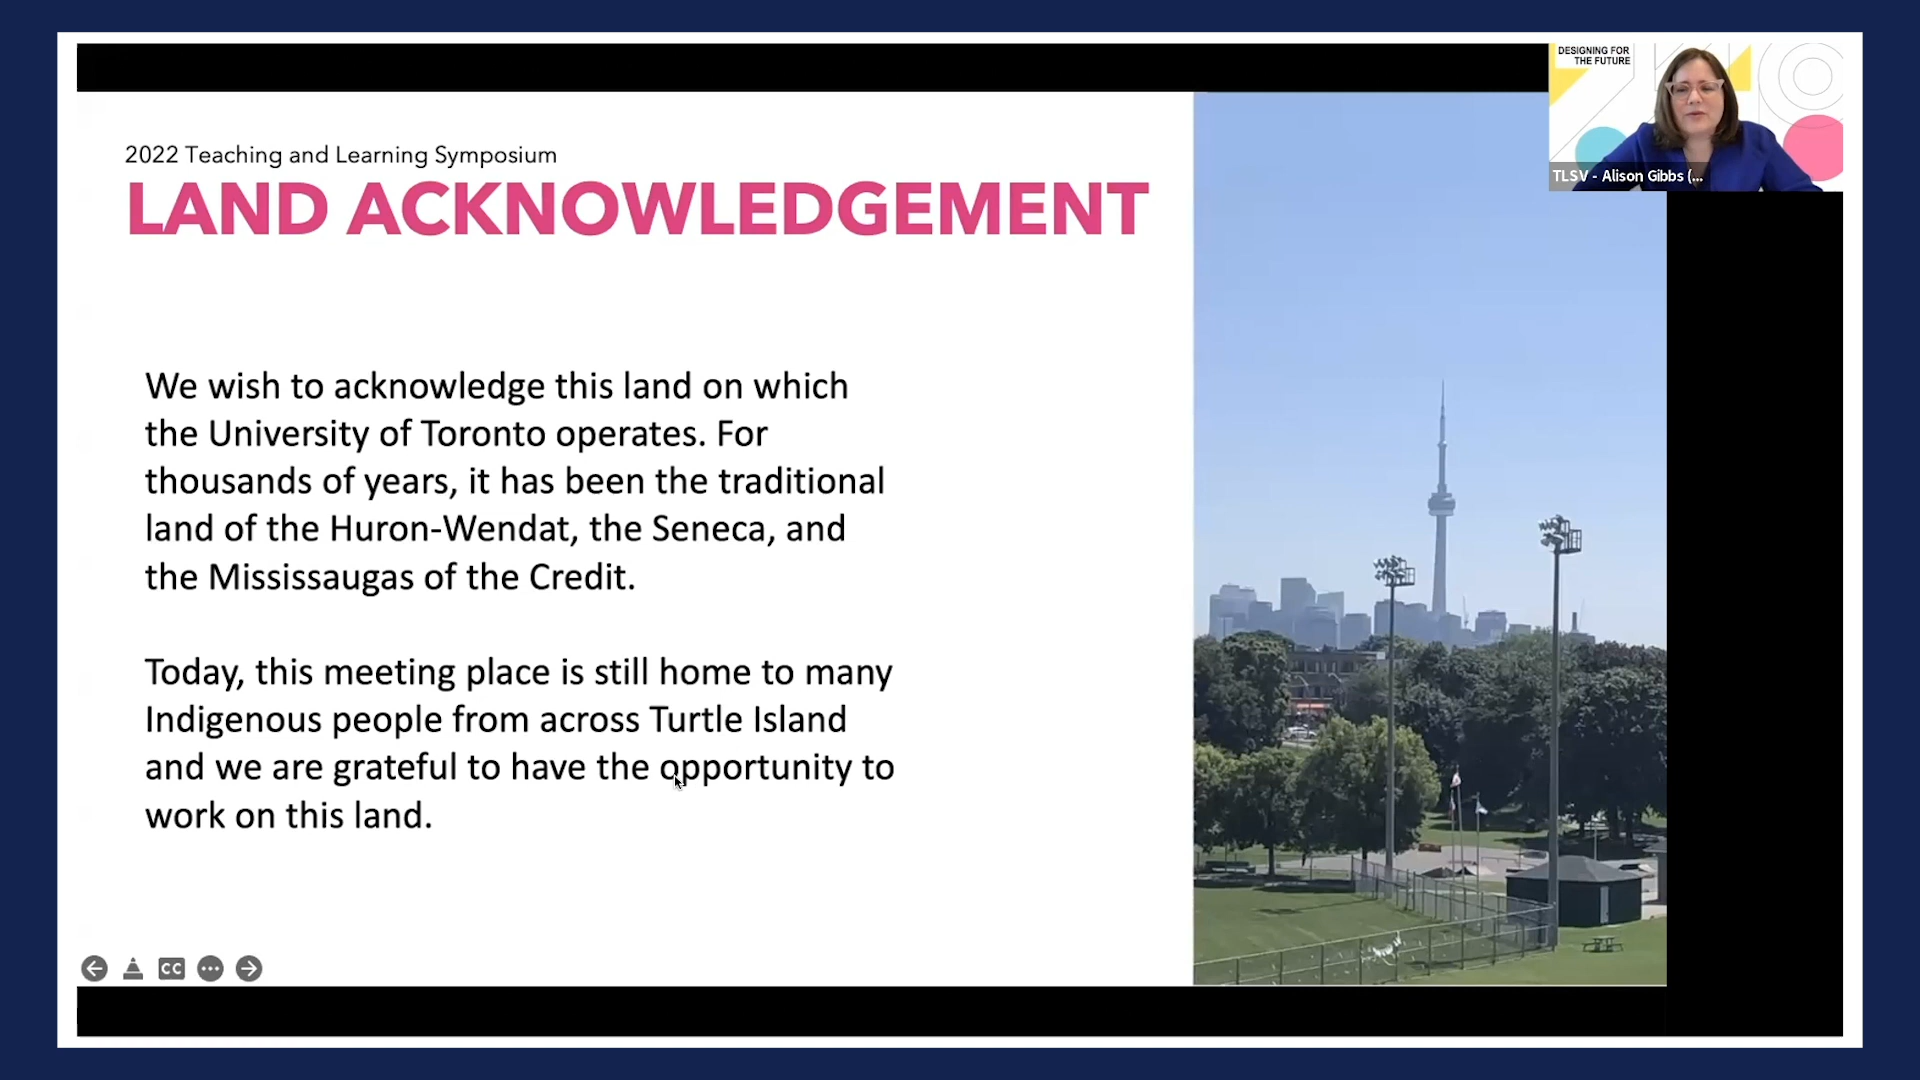 DESIGNING FOR
THE FUTURE
TLSV - Alison Gibbs (...
2022 Teaching and Learning Symposium
LAND ACKNOWLEDGEMENT
We wish to acknowledge this land on which
the University of Toronto operates. For
thousands of years, it has been the traditional
land of the Huron-Wendat, the Seneca, and
the Mississaugas of the Credit.
Today, this meeting place is still home to many
Indigenous people from across Turtle Island
and we are grateful to have the opportunity to
work on this land.
CC